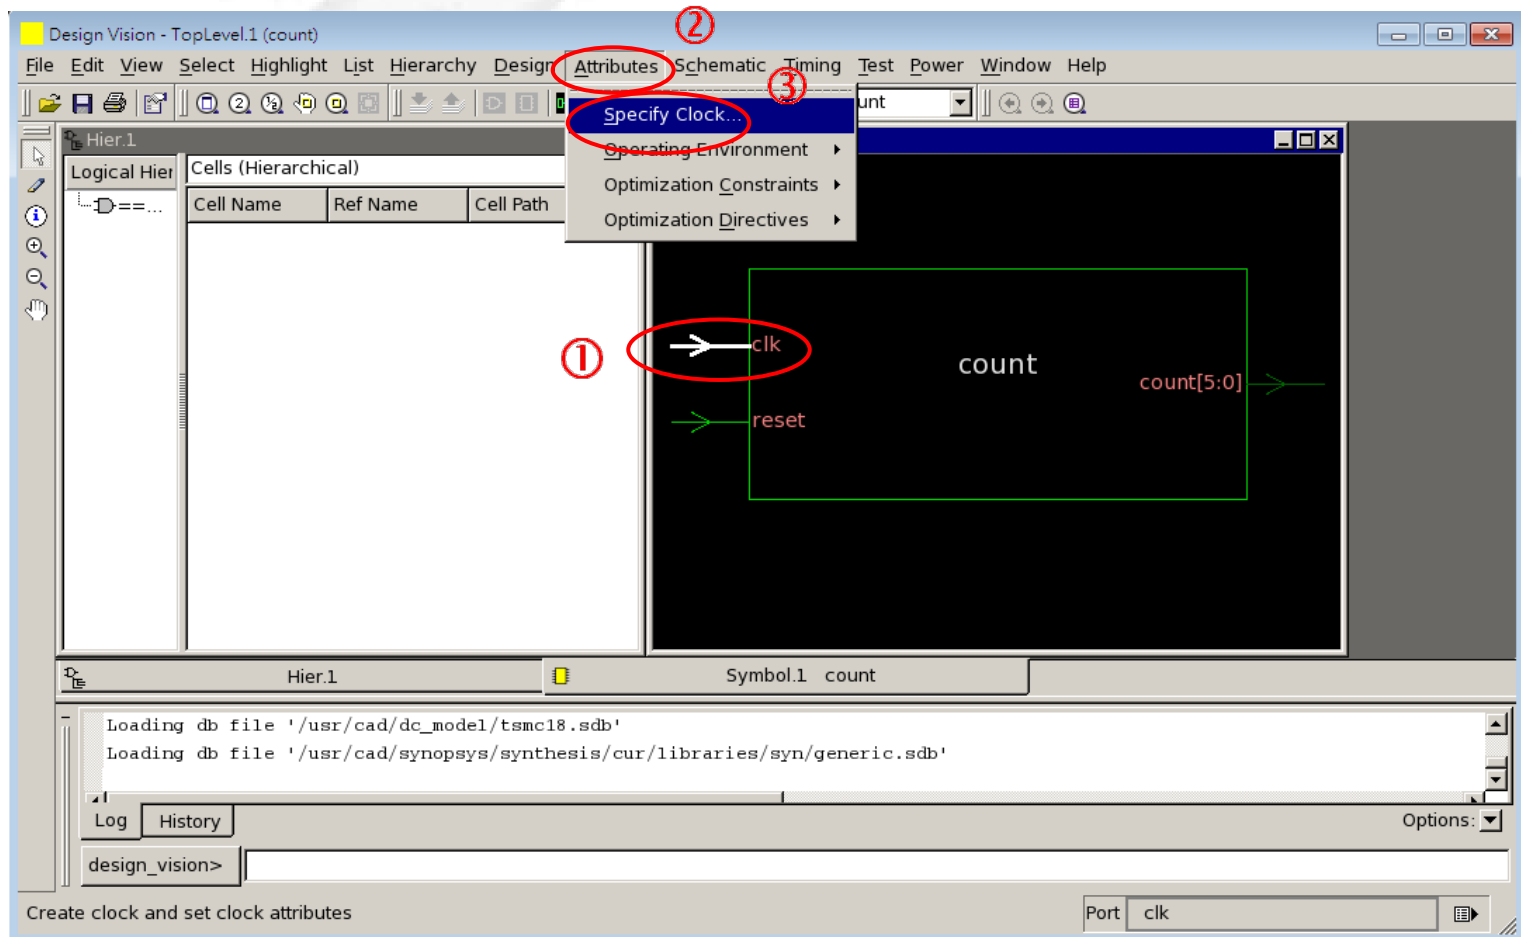 ②
Design Vision - TopLevel.1 (count)
File Edit View Select Highlight List Hierarchy Design Attributes Schematic Timing Test Power Window Help
③
Specify Clock...
unt
Hier.1
Operating Environment
Logical Hier
Cells (Hierarchical)
Optimization Constraints
==...
Cell Name Ref Name Cell Path
Optimization Directives
①
clk
count
count[5:0]
reset
Hier.1
Symbol.1 count
Loading db file '/usr/cad/dc_model/tsmc18.sdb'
Loading db file '/usr/cad/synopsys/synthesis/cur/libraries/syn/generic.sdb'
Log History
Options:
design_vision>
Create clock and set clock attributes
Port clk